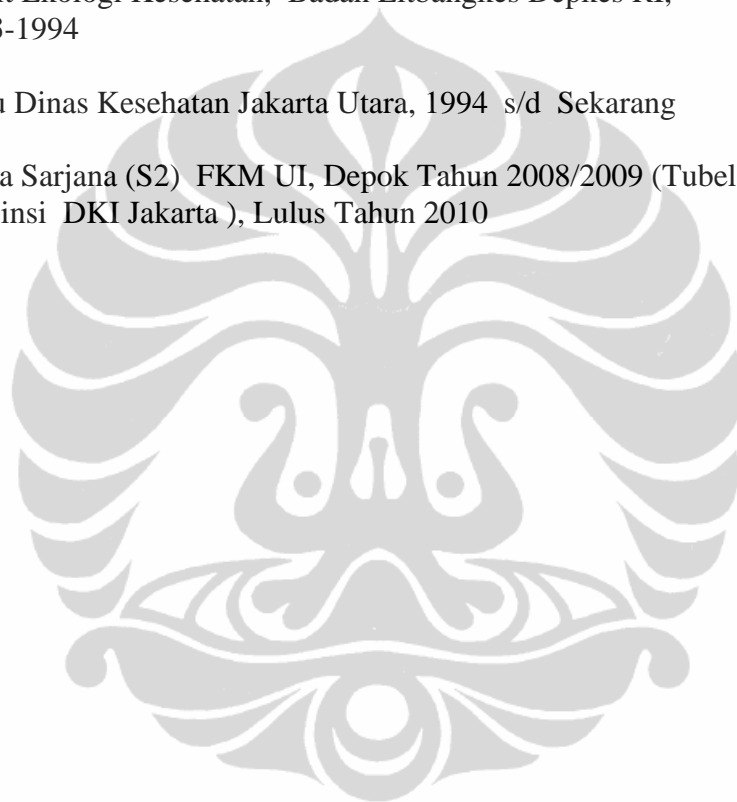 Ekologi Kesehatan, Badan Litbangkes Depkes RI,
-1994
Dinas Kesehatan Jakarta Utara, 1994 s/d Sekarang
a Sarjana (S2) FKM UI, Depok Tahun 2008/2009 (Tubel
insi DKI Jakarta ), Lulus Tahun 2010